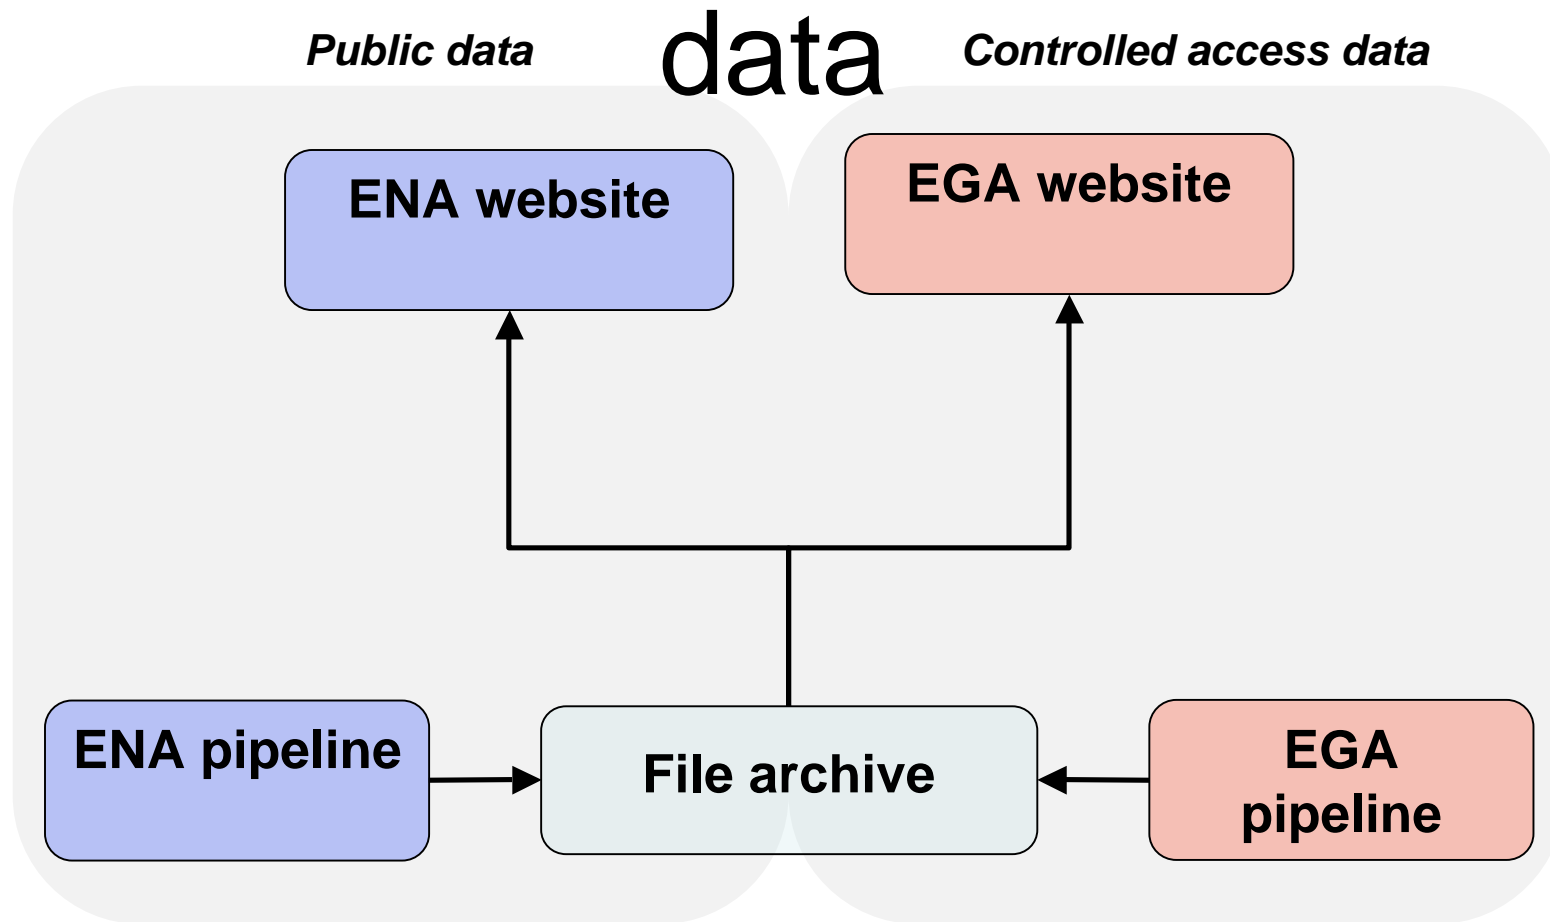 data
Public data
Controlled access data
ENA website
EGA website
ENA pipeline
File archive
EGA
pipeline